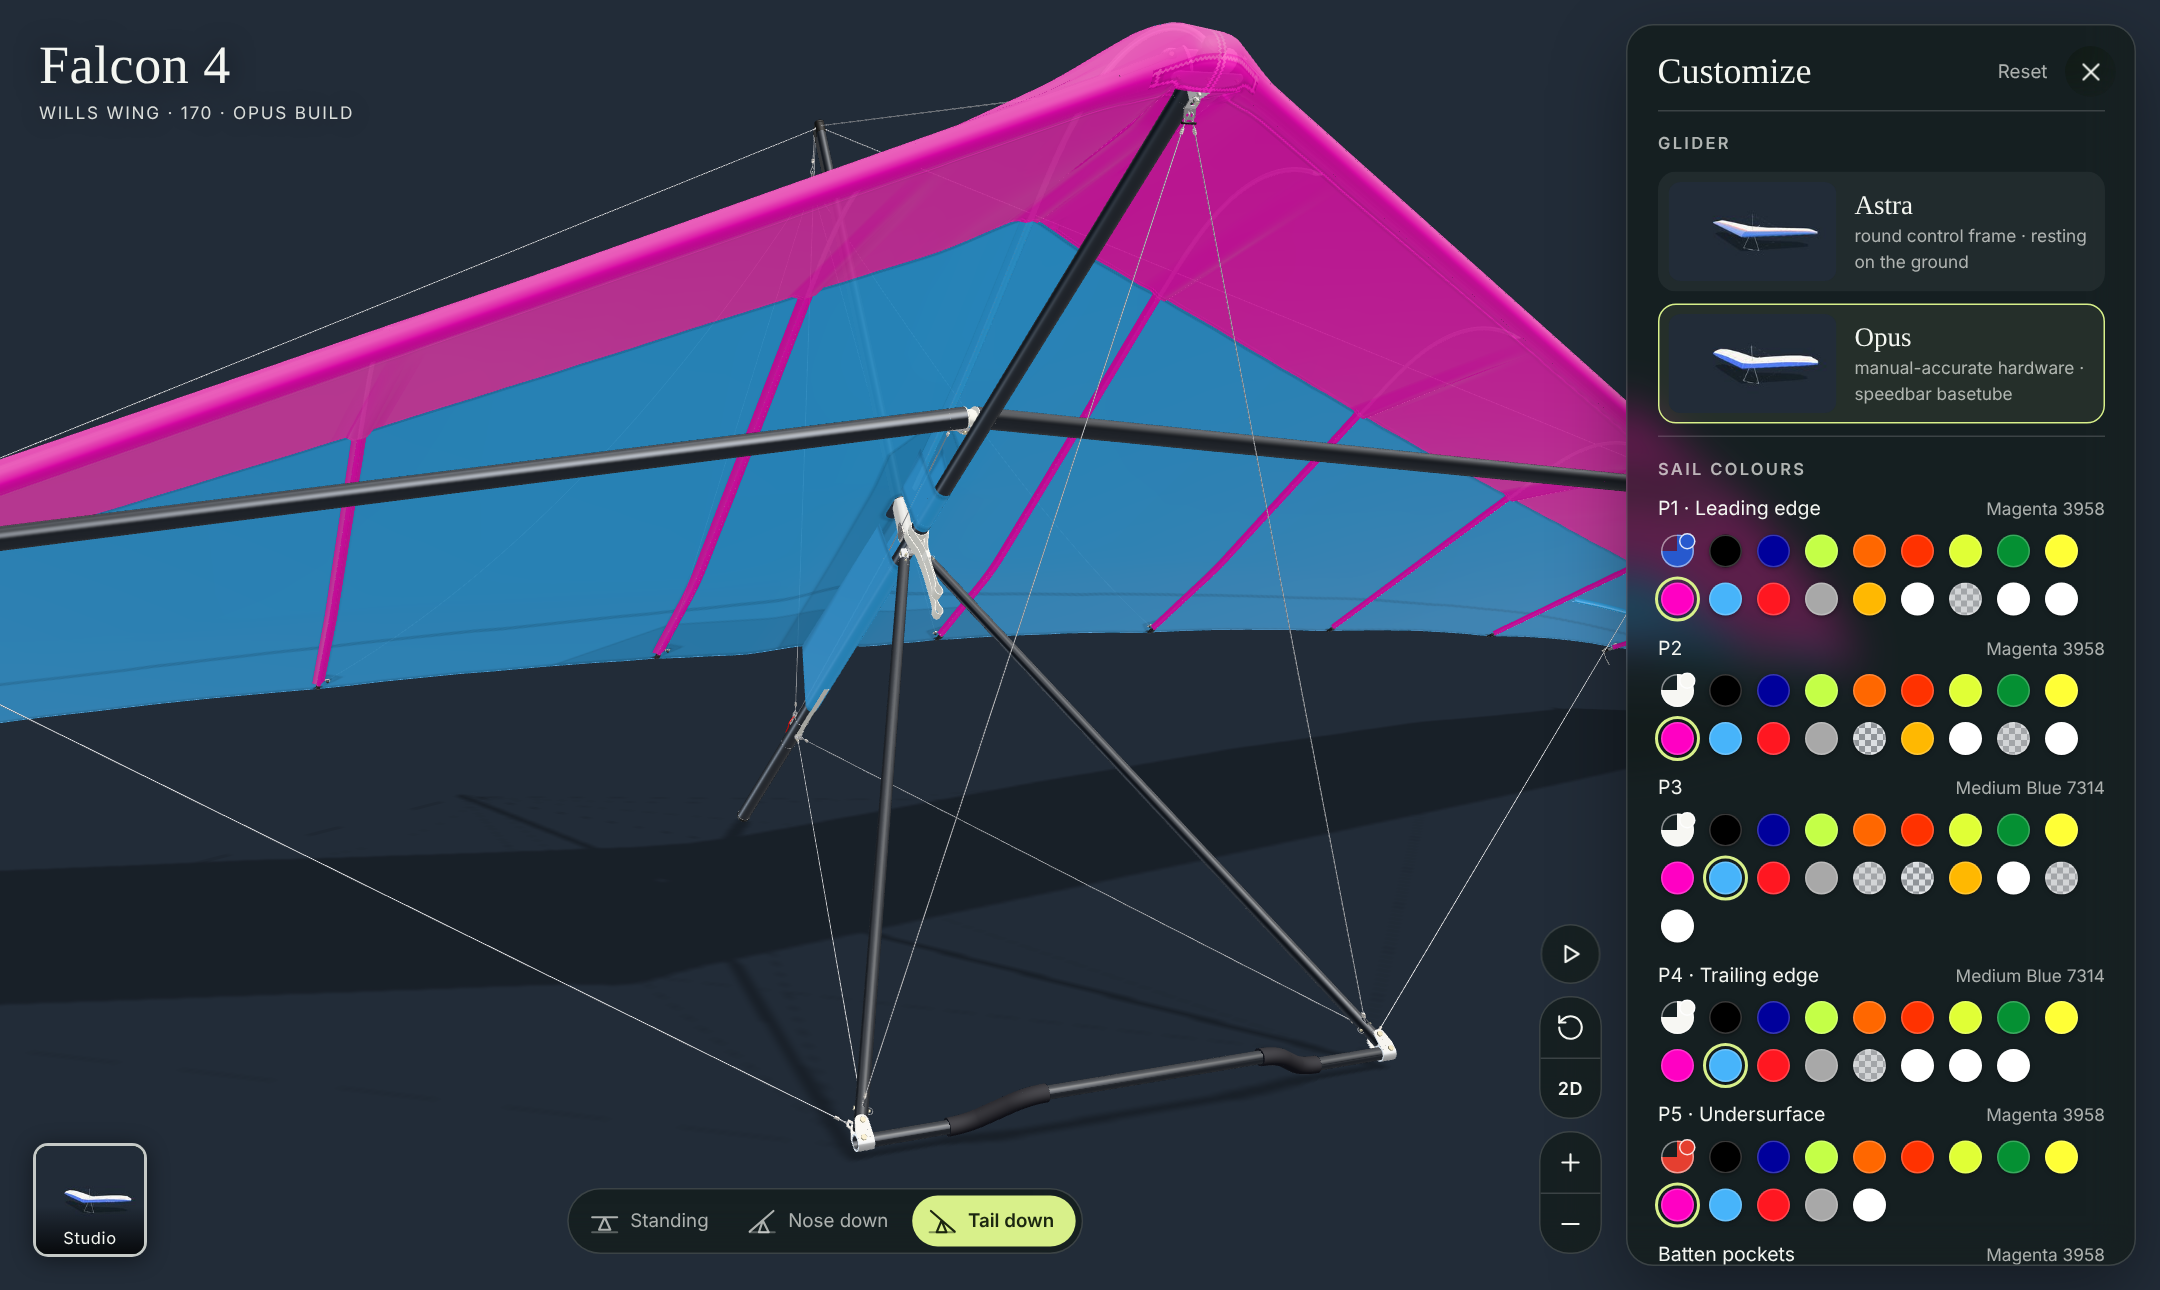 Falcon 4
WILLS WING · 170 · OPUS BUILD
Customize
Reset
GLIDER
Astra
round control frame · resting
on the ground
Opus
manual-accurate hardware ·
speedbar basetube
SAIL COLOURS
P1 · Leading edge
Magenta 3958
P2
Magenta 3958
P3
Medium Blue 7314
P4 · Trailing edge
Medium Blue 7314
P5 · Undersurface
Magenta 3958
Batten pockets
Magenta 3958
2D
Studio
Standing
Nose down
Tail down